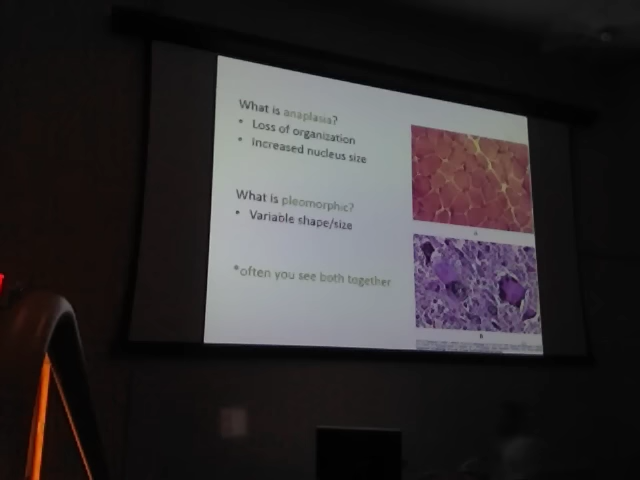 What is anaplasia?
• Loss of organization
• Increased nucleus size
What is pleomorphic?
• Variable shape/size
*often you see both together
A
B